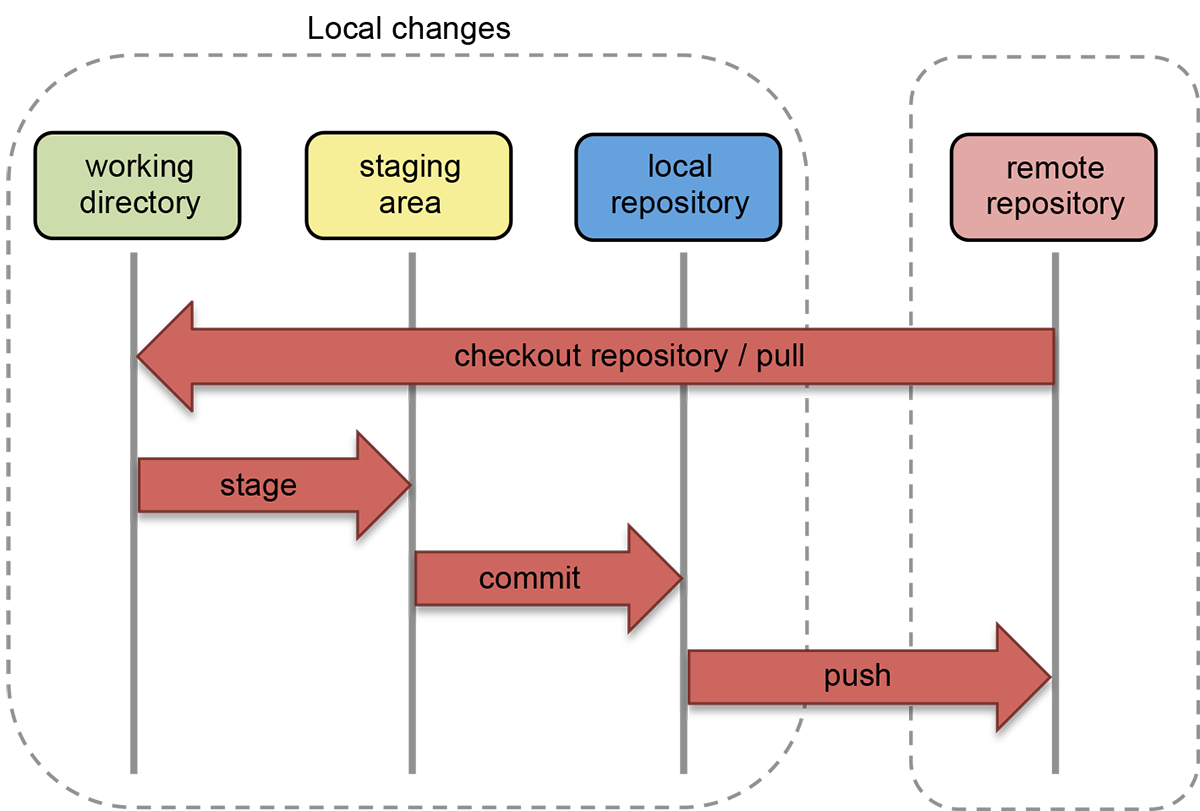 Local changes
working
directory
staging
area
local
repository
remote
repository
checkout repository / pull
stage
commit
push